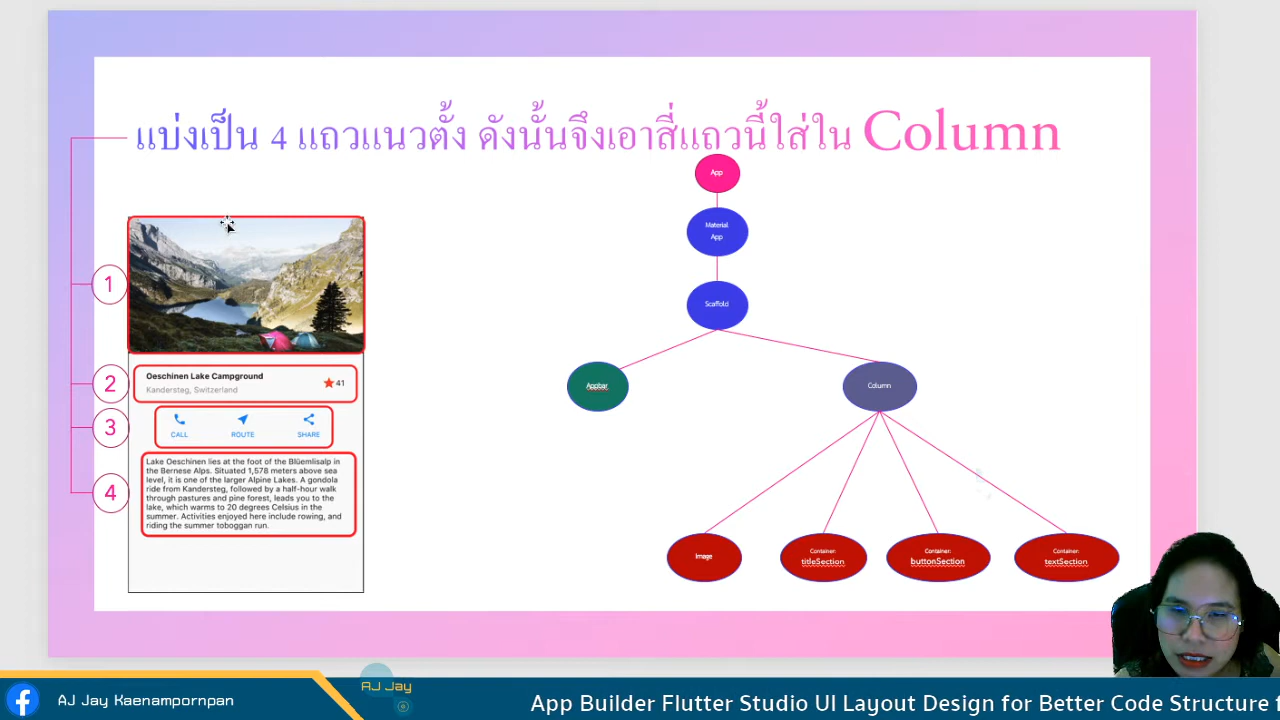 แบ่งเป็น 4 แถวแนวตั้ง ดังนั้นจึงเอาสี่แถวนี้ใส่ใน Column
App
Material
App
Scaffold
Appbar
Column
Image
Container:
titleSection
Container:
buttonSection
Container:
textSection
1
2
3
4
Oeschinen Lake Campground
Kandersteg, Switzerland
41
CALL
ROUTE
SHARE
Lake Oeschinen lies at the foot of the Blüemlisalp in
the Bernese Alps. Situated 1,578 meters above sea
level, it is one of the larger Alpine Lakes. A gondola
ride from Kandersteg, followed by a half-hour walk
through pastures and pine forest, leads you to the
lake, which warms to 20 degrees Celsius in the
summer. Activities enjoyed here include rowing, and
riding the summer toboggan run.
AJ Jay Kaenampornpan
AJ Jay
App Builder Flutter Studio UI Layout Design for Better Code Structure